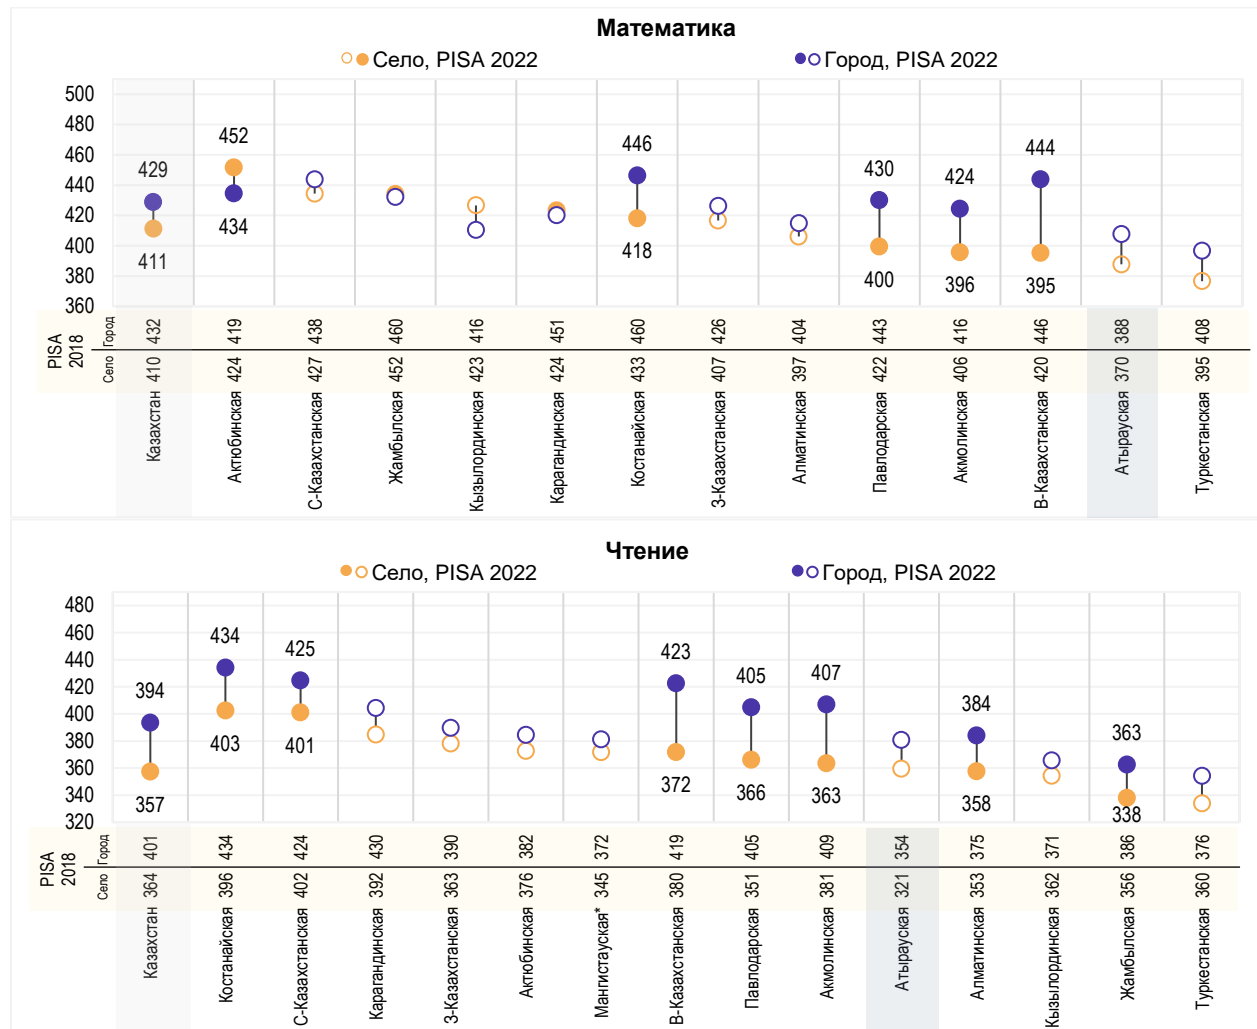 Математика
Село, PISA 2022 Город, PISA 2022
500
480
460
440
420
400
380
360
429 452 446 430 424 444
411 434 418 400 396 395
PISA 2018
Город 432 419 438 460 416 451 460 426 404 443 416 446 388 408
Село 410 424 427 452 423 424 433 407 397 422 406 420 370 395
Казахстан
Актюбинская
С-Казахстанская
Жамбылская
Кызылординская
Карагандинская
Костанайская
З-Казахстанская
Алматинская
Павлодарская
Акмолинская
В-Казахстанская
Атырауская
Туркестанская
Чтение
Село, PISA 2022 Город, PISA 2022
480
460
440
420
400
380
360
340
320
394 434 425 423 405 407 384 363
357 403 401 372 366 363 358 338
PISA 2018
Город 401 434 424 430 390 382 372 419 405 409 354 375 371 386 376
Село 364 396 402 392 363 376 345 380 351 381 321 353 362 356 360
Казахстан
Костанайская
С-Казахстанская
Карагандинская
З-Казахстанская
Актюбинская
Мангистауская*
В-Казахстанская
Павлодарская
Акмолинская
Атырауская
Алматинская
Кызылординская
Жамбылская
Туркестанская